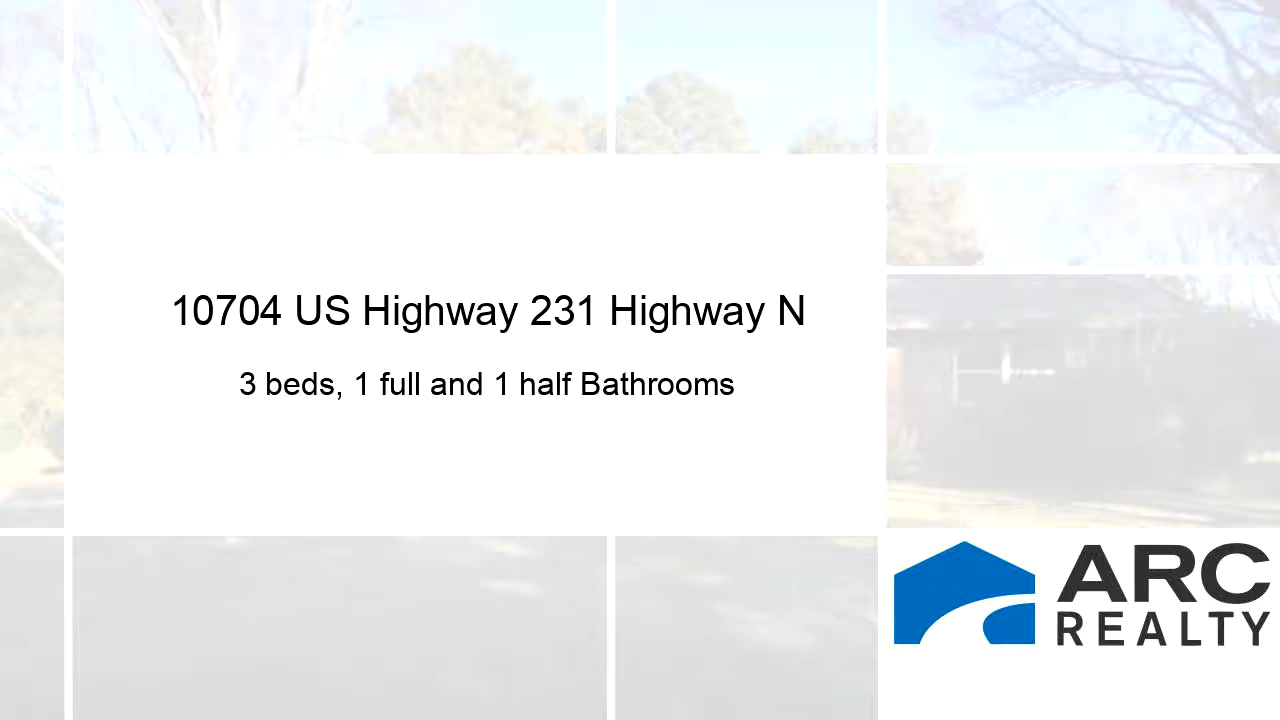 10704 US Highway 231 Highway N
3 beds, 1 full and 1 half Bathrooms
ARC
REALTY